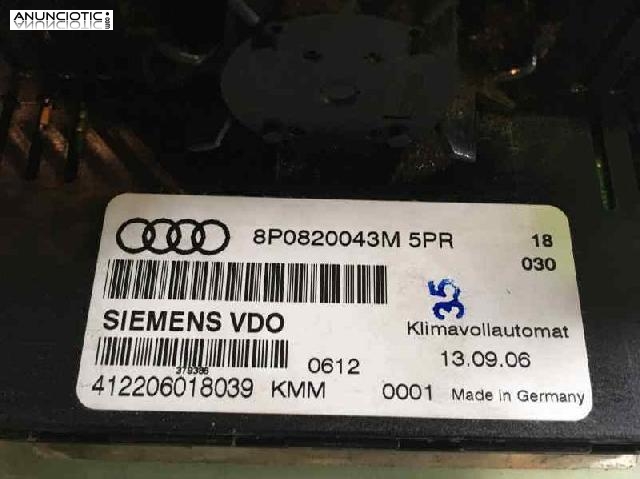 ANUNCIOTIC.com
8P0820043M 5PR 18
030
35
SIEMENS VDO
Klimavollautomat
379386
0612
13.09.06
412206018039 KMM 0001 Made in Germany